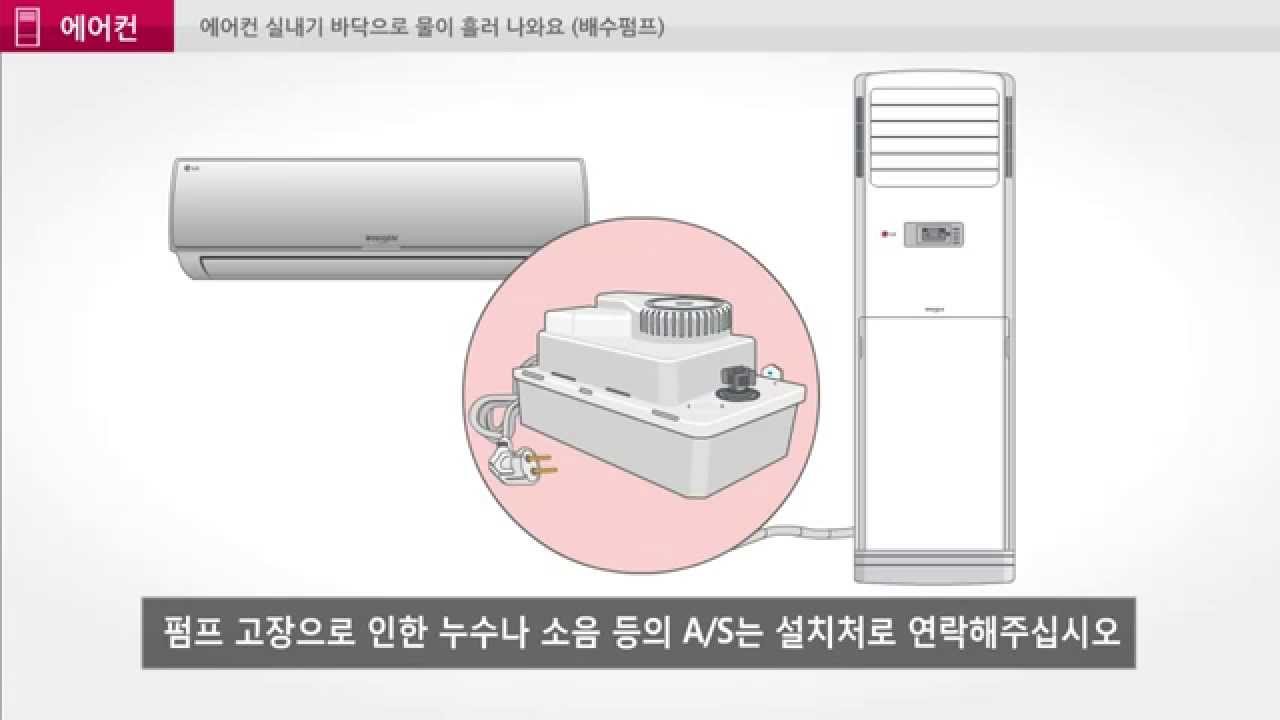 에어컨
에어컨 실내기 바닥으로 물이 흘러 나와요 (배수펌프)
LG
LG
펌프 고장으로 인한 누수나 소음 등의 A/S는 설치처로 연락해주십시오